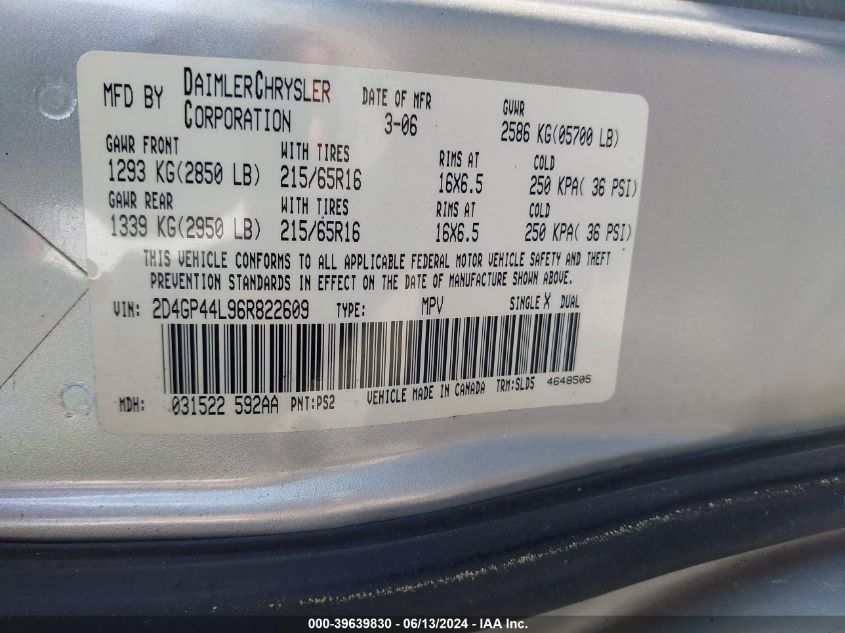 MFD BY DAIMLERCHRYSLER CORPORATION DATE OF MFR 3-06 GVWR 2586 KG(05700 LB)
GAWR FRONT WITH TIRES RIMS AT COLD
1293 KG(2850 LB) 215/65R16 16X6.5 250 KPA( 36 PSI)
GAWR REAR WITH TIRES RIMS AT COLD
1339 KG(2950 LB) 215/65R16 16X6.5 250 KPA( 36 PSI)
THIS VEHICLE CONFORMS TO ALL APPLICABLE FEDERAL MOTOR VEHICLE SAFETY AND THEFT
PREVENTION STANDARDS IN EFFECT ON THE DATE OF MANUFACTURE SHOWN ABOVE.
VIN: 2D4GP44L96R822609 TYPE: MPV SINGLE X DUAL
MDH: 031522 592AA PNT:PS2 VEHICLE MADE IN CANADA TRM:SLD5 4648505
000-39639830 - 06/13/2024 - IAA Inc.